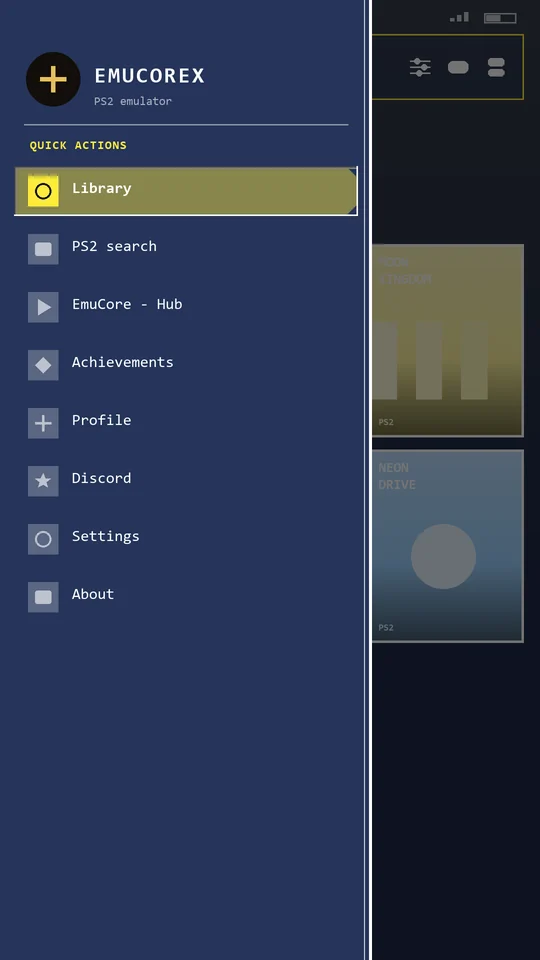 EMUCOREX
PS2 emulator
QUICK ACTIONS
Library
PS2 search
EmuCore - Hub
Achievements
Profile
Discord
Settings
About
PS2
NEON
DRIVE
PS2